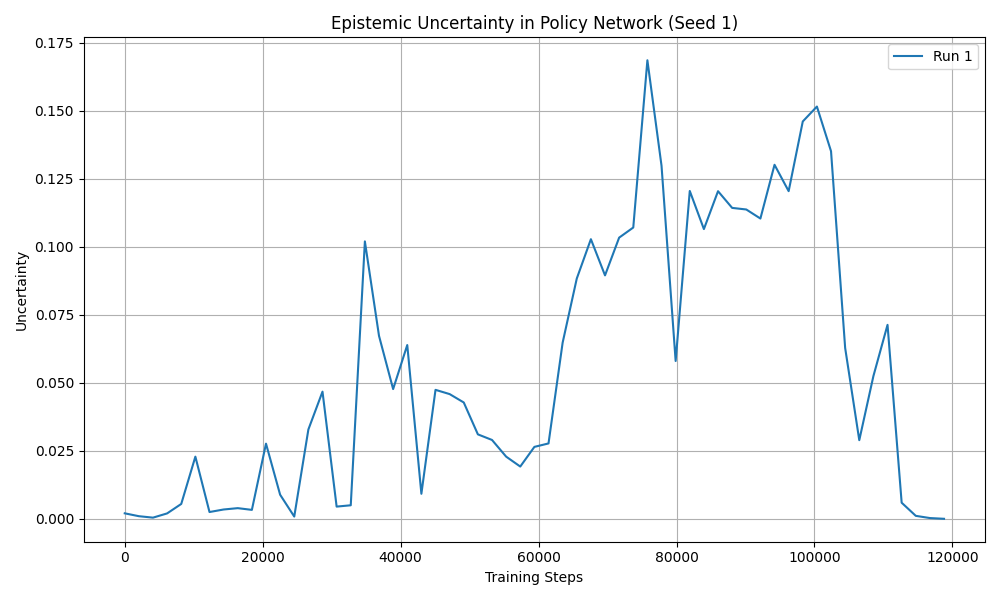 Epistemic Uncertainty in Policy Network (Seed 1)
Run 1
Uncertainty
0.175
0.150
0.125
0.100
0.075
0.050
0.025
0.000
0 20000 40000 60000 80000 100000 120000
Training Steps